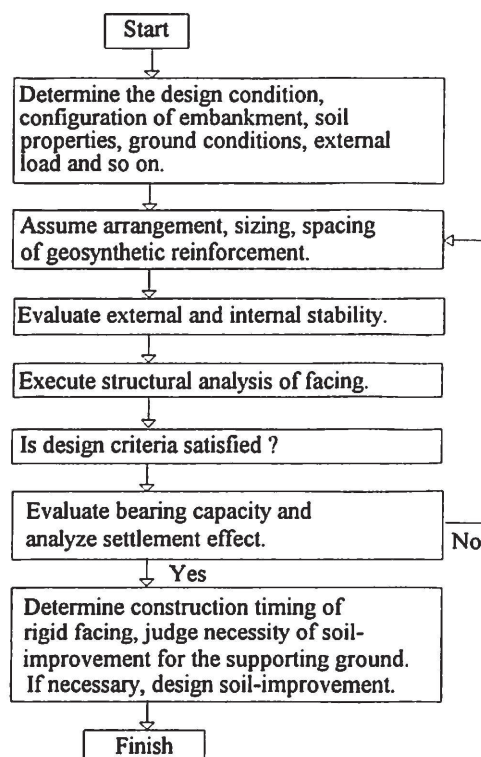 Start
Determine the design condition,
configuration of embankment, soil
properties, ground conditions, external
load and so on.
Assume arrangement, sizing, spacing
of geosynthetic reinforcement.
Evaluate external and internal stability.
Execute structural analysis of facing.
Is design criteria satisfied ?
Evaluate bearing capacity and
analyze settlement effect.
No
Yes
Determine construction timing of
rigid facing, judge necessity of soil-
improvement for the supporting ground.
If necessary, design soil-improvement.
Finish